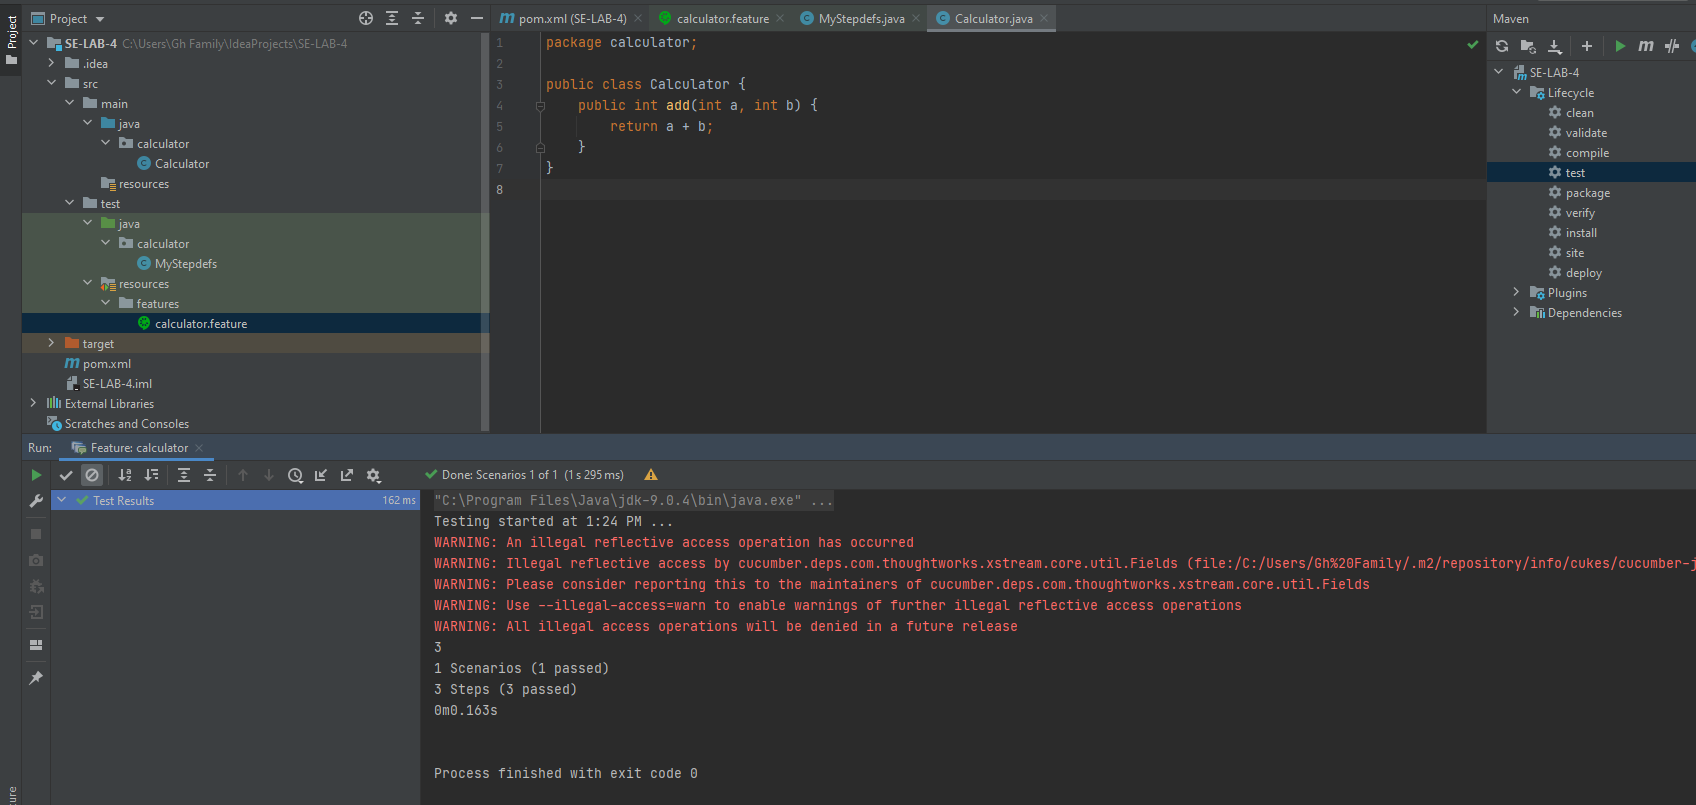 Project
Project
SE-LAB-4 C:\Users\Gh Family\IdeaProjects\SE-LAB-4
.idea
src
main
java
calculator
Calculator
resources
test
java
calculator
MyStepdefs
resources
features
calculator.feature
target
pom.xml
SE-LAB-4.iml
External Libraries
Scratches and Consoles
pom.xml (SE-LAB-4)
calculator.feature
MyStepdefs.java
Calculator.java
1 package calculator;
2
3 public class Calculator {
4 public int add(int a, int b) {
5 return a + b;
6 }
7 }
8
Maven
SE-LAB-4
Lifecycle
clean
validate
compile
test
package
verify
install
site
deploy
Plugins
Dependencies
Run: Feature: calculator
Done: Scenarios 1 of 1 (1 s 295 ms)
Test Results 162 ms
"C:\Program Files\Java\jdk-9.0.4\bin\java.exe" ...
Testing started at 1:24 PM ...
WARNING: An illegal reflective access operation has occurred
WARNING: Illegal reflective access by cucumber.deps.com.thoughtworks.xstream.core.util.Fields (file:/C:/Users/Gh%20Family/.m2/repository/info/cukes/cucumber-j
WARNING: Please consider reporting this to the maintainers of cucumber.deps.com.thoughtworks.xstream.core.util.Fields
WARNING: Use --illegal-access=warn to enable warnings of further illegal reflective access operations
WARNING: All illegal access operations will be denied in a future release
3
1 Scenarios (1 passed)
3 Steps (3 passed)
0m0.163s
Process finished with exit code 0